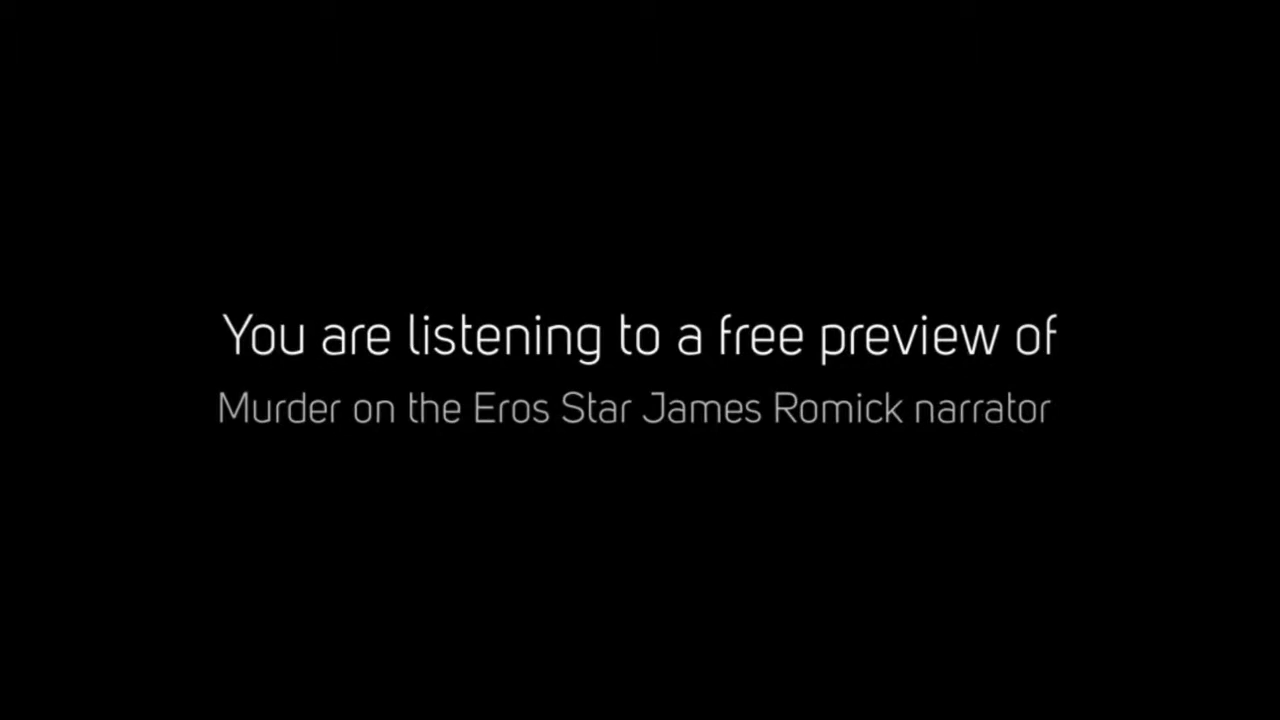 You are listening to a free preview of
Murder on the Eros Star James Romick narrator